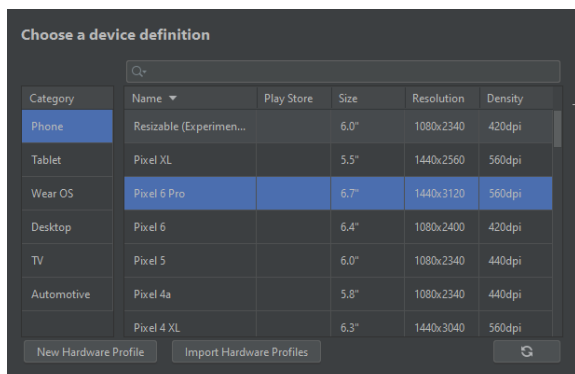 Choose a device definition
Category Name Play Store Size Resolution Density
Phone Resizable (Experimen... 6.0" 1080x2340 420dpi
Tablet Pixel XL 5.5" 1440x2560 560dpi
Wear OS Pixel 6 Pro 6.7" 1440x3120 560dpi
Desktop Pixel 6 6.4" 1080x2400 420dpi
TV Pixel 5 6.0" 1080x2340 440dpi
Automotive Pixel 4a 5.8" 1080x2340 440dpi
Pixel 4 XL 6.3" 1440x3040 560dpi
New Hardware Profile Import Hardware Profiles